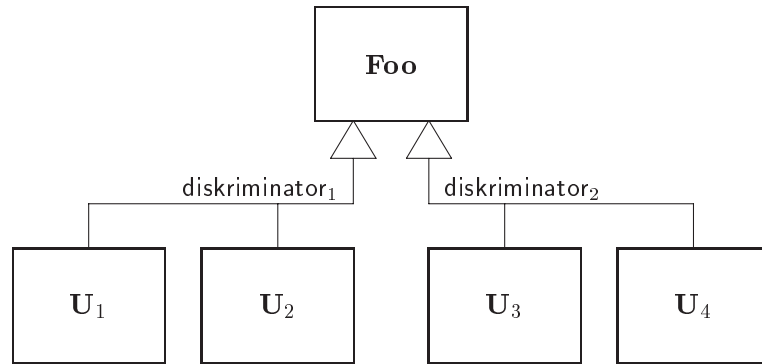 Foo
diskriminator₁ diskriminator₂
U₁ U₂ U₃ U₄